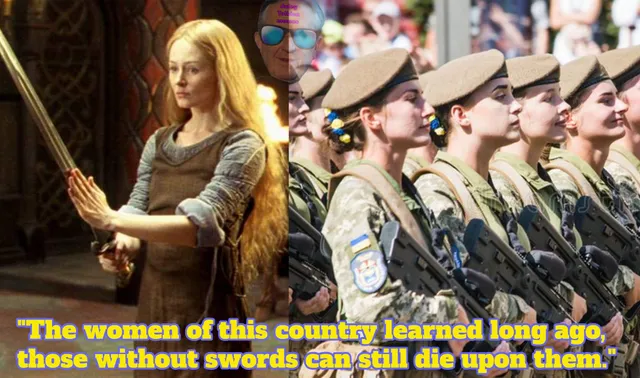 "The women of this country learned long ago,
those without swords can still die upon them."